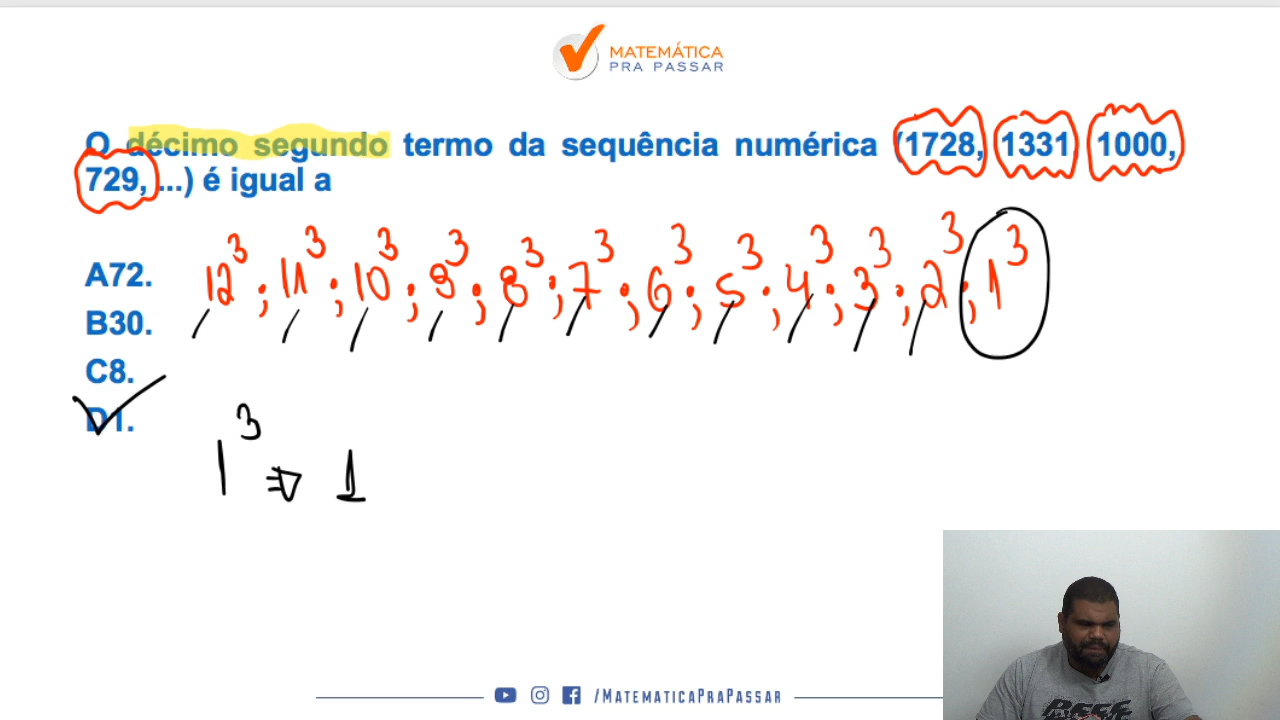 MATEMÁTICA
PRA PASSAR
O décimo segundo termo da sequência numérica (1728, 1331, 1000,
729, ...) é igual a
12³ ; 11³ ; 10³ ; 9³ ; 8³ ; 7³ ; 6³ ; 5³ ; 4³ ; 3³ ; 2³ ; 1³
A72.
B30.
C8.
D1.
1³ ⇒ 1
/MATEMATICAPRAPASSAR